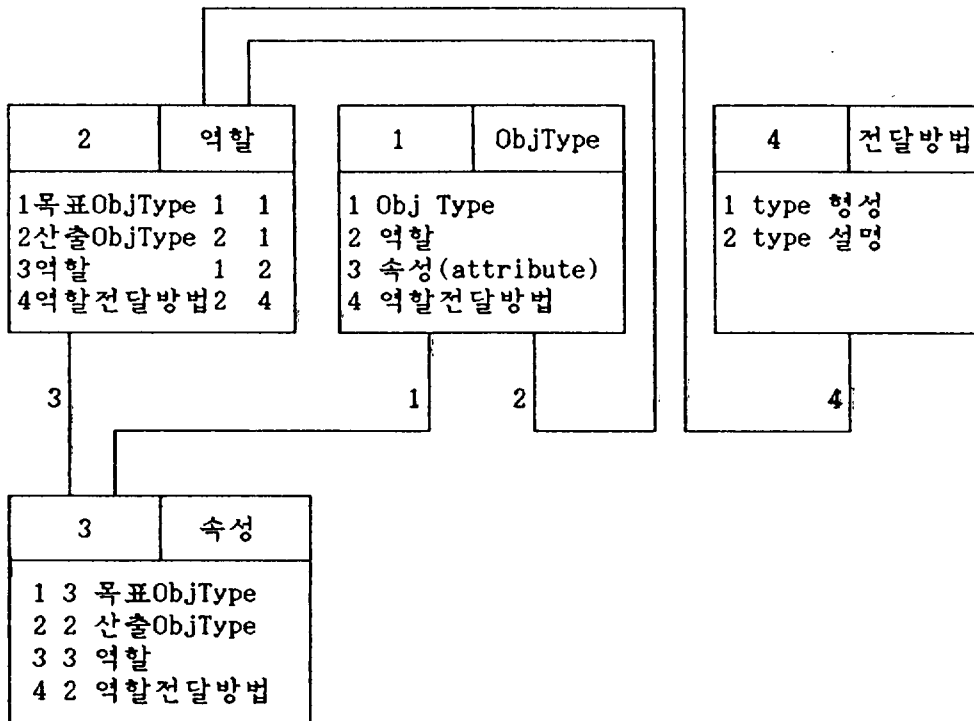 2 역할
1목표ObjType 1 1
2산출ObjType 2 1
3역할 1 2
4역할전달방법2 4
1 ObjType
1 Obj Type
2 역할
3 속성(attribute)
4 역할전달방법
4 전달방법
1 type 형성
2 type 설명
3
1
2
4
3 속성
1 3 목표ObjType
2 2 산출ObjType
3 3 역할
4 2 역할전달방법